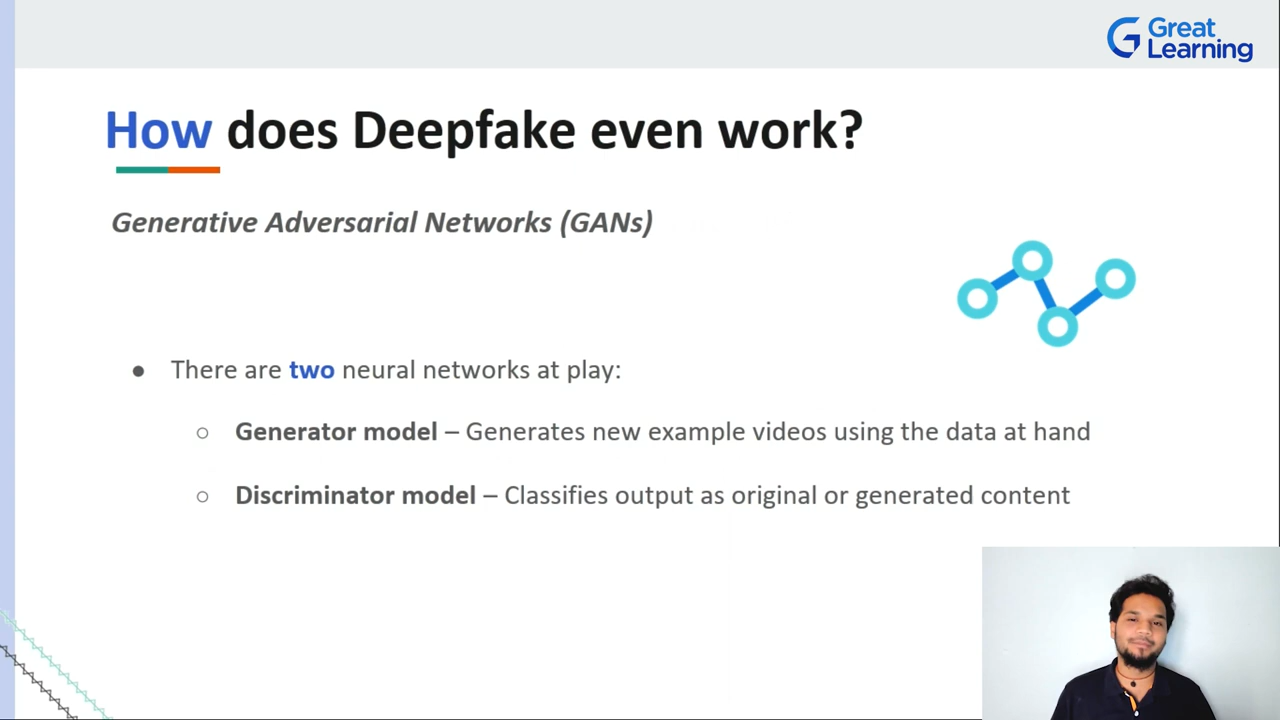 Great
Learning
How does Deepfake even work?
Generative Adversarial Networks (GANs)
● There are two neural networks at play:
○ Generator model – Generates new example videos using the data at hand
○ Discriminator model – Classifies output as original or generated content